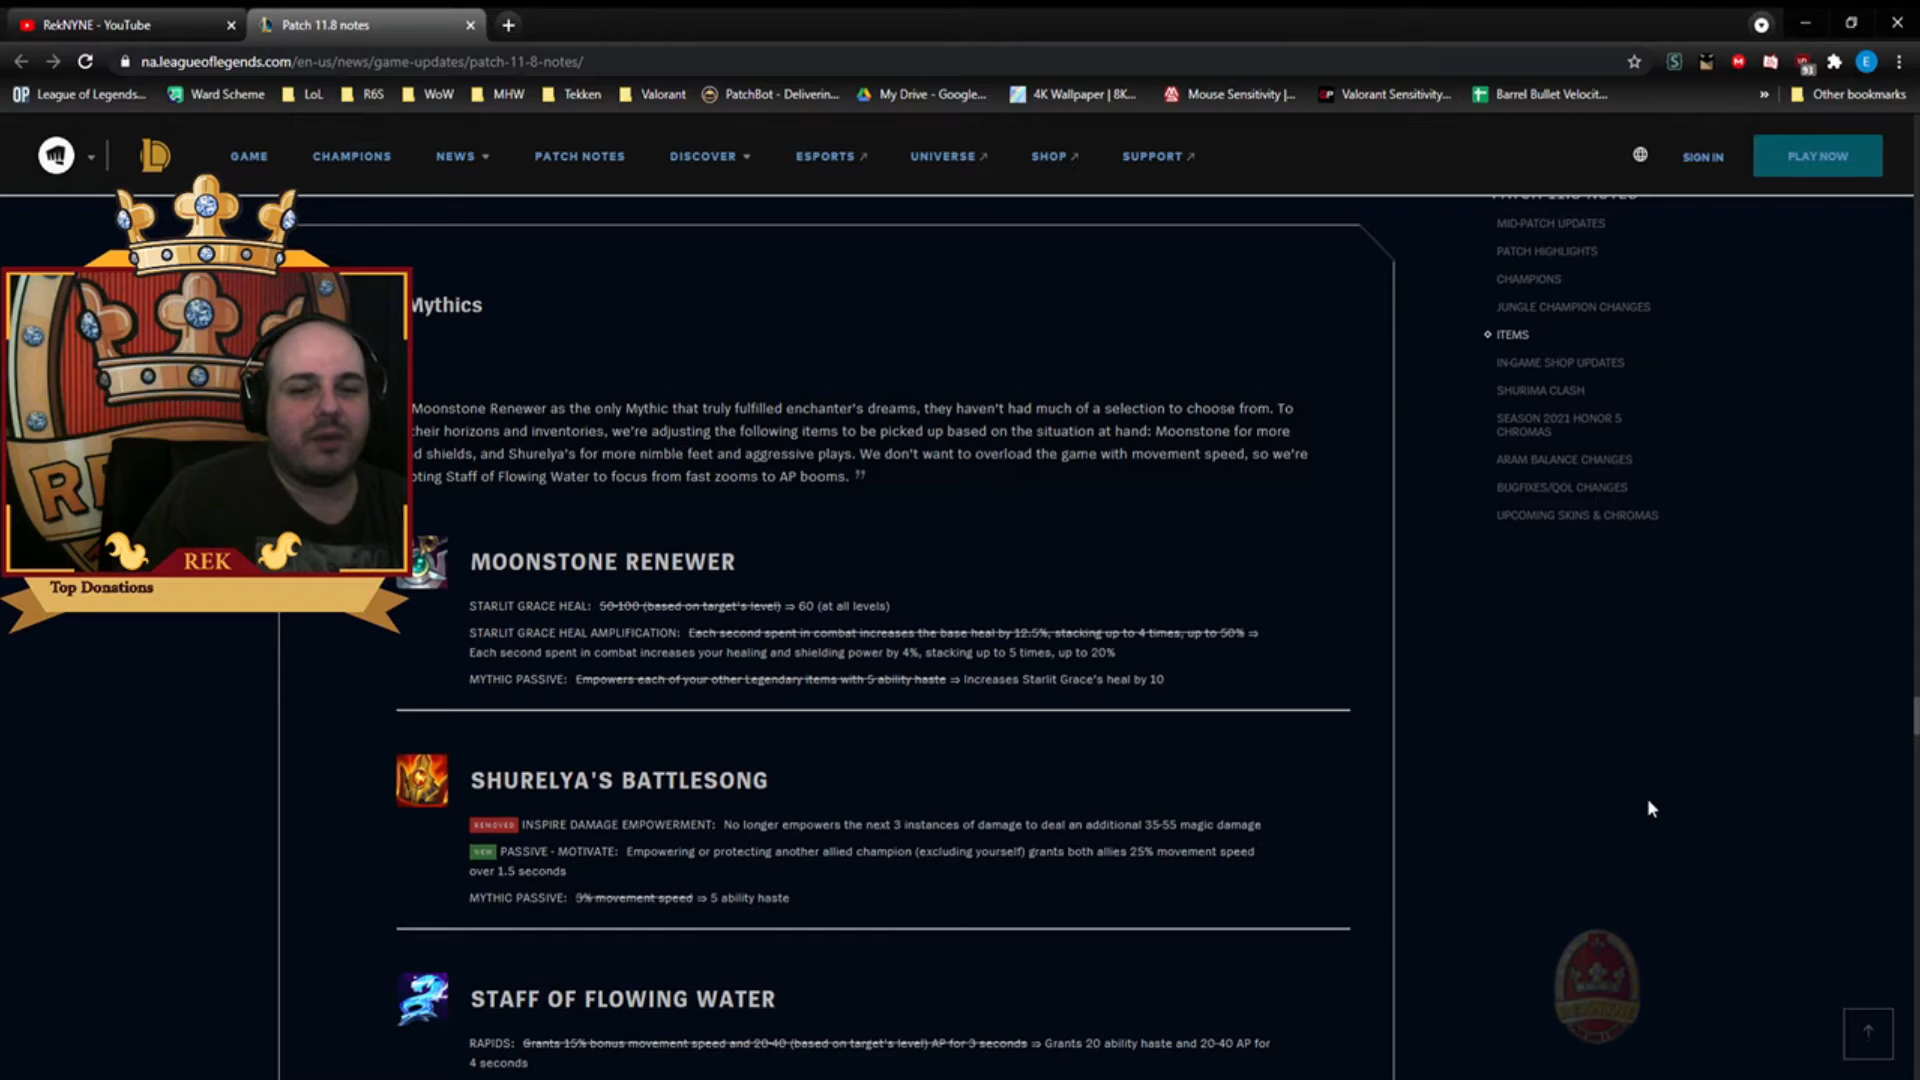 RekNYNE - YouTube
Patch 11.8 notes
na.leagueoflegends.com/en-us/news/game-updates/patch-11-8-notes/
93
E
OP League of Legends...
Ward Scheme
LoL
R6S
WoW
MHW
Tekken
Valorant
PatchBot - Deliverin...
My Drive - Google...
4K Wallpaper | 8K...
Mouse Sensitivity |...
Valorant Sensitivity...
Barrel Bullet Velocit...
»
Other bookmarks
GAME
CHAMPIONS
NEWS
PATCH NOTES
DISCOVER
ESPORTS
UNIVERSE
SHOP
SUPPORT
SIGN IN
PLAY NOW
PATCH 11.8 NOTES
MID-PATCH UPDATES
PATCH HIGHLIGHTS
CHAMPIONS
JUNGLE CHAMPION CHANGES
ITEMS
IN-GAME SHOP UPDATES
SHURIMA CLASH
SEASON 2021 HONOR 5
CHROMAS
ARAM BALANCE CHANGES
BUGFIXES/QOL CHANGES
UPCOMING SKINS & CHROMAS
REK
Top Donations
Mythics
Moonstone Renewer as the only Mythic that truly fulfilled enchanter's dreams, they haven't had much of a selection to choose from. To
heir horizons and inventories, we're adjusting the following items to be picked up based on the situation at hand: Moonstone for more
d shields, and Shurelya's for more nimble feet and aggressive plays. We don't want to overload the game with movement speed, so we're
oting Staff of Flowing Water to focus from fast zooms to AP booms. ”
MOONSTONE RENEWER
STARLIT GRACE HEAL: 50-100 (based on target's level) ⇒ 60 (at all levels)
STARLIT GRACE HEAL AMPLIFICATION: Each second spent in combat increases the base heal by 12.5%, stacking up to 4 times, up to 50% ⇒
Each second spent in combat increases your healing and shielding power by 4%, stacking up to 5 times, up to 20%
MYTHIC PASSIVE: Empowers each of your other Legendary items with 5 ability haste ⇒ Increases Starlit Grace's heal by 10
SHURELYA'S BATTLESONG
REMOVED INSPIRE DAMAGE EMPOWERMENT: No longer empowers the next 3 instances of damage to deal an additional 35-55 magic damage
NEW PASSIVE - MOTIVATE: Empowering or protecting another allied champion (excluding yourself) grants both allies 25% movement speed
over 1.5 seconds
MYTHIC PASSIVE: 3% movement speed ⇒ 5 ability haste
STAFF OF FLOWING WATER
RAPIDS: Grants 15% bonus movement speed and 20-40 (based on target's level) AP for 3 seconds ⇒ Grants 20 ability haste and 20-40 AP for
4 seconds